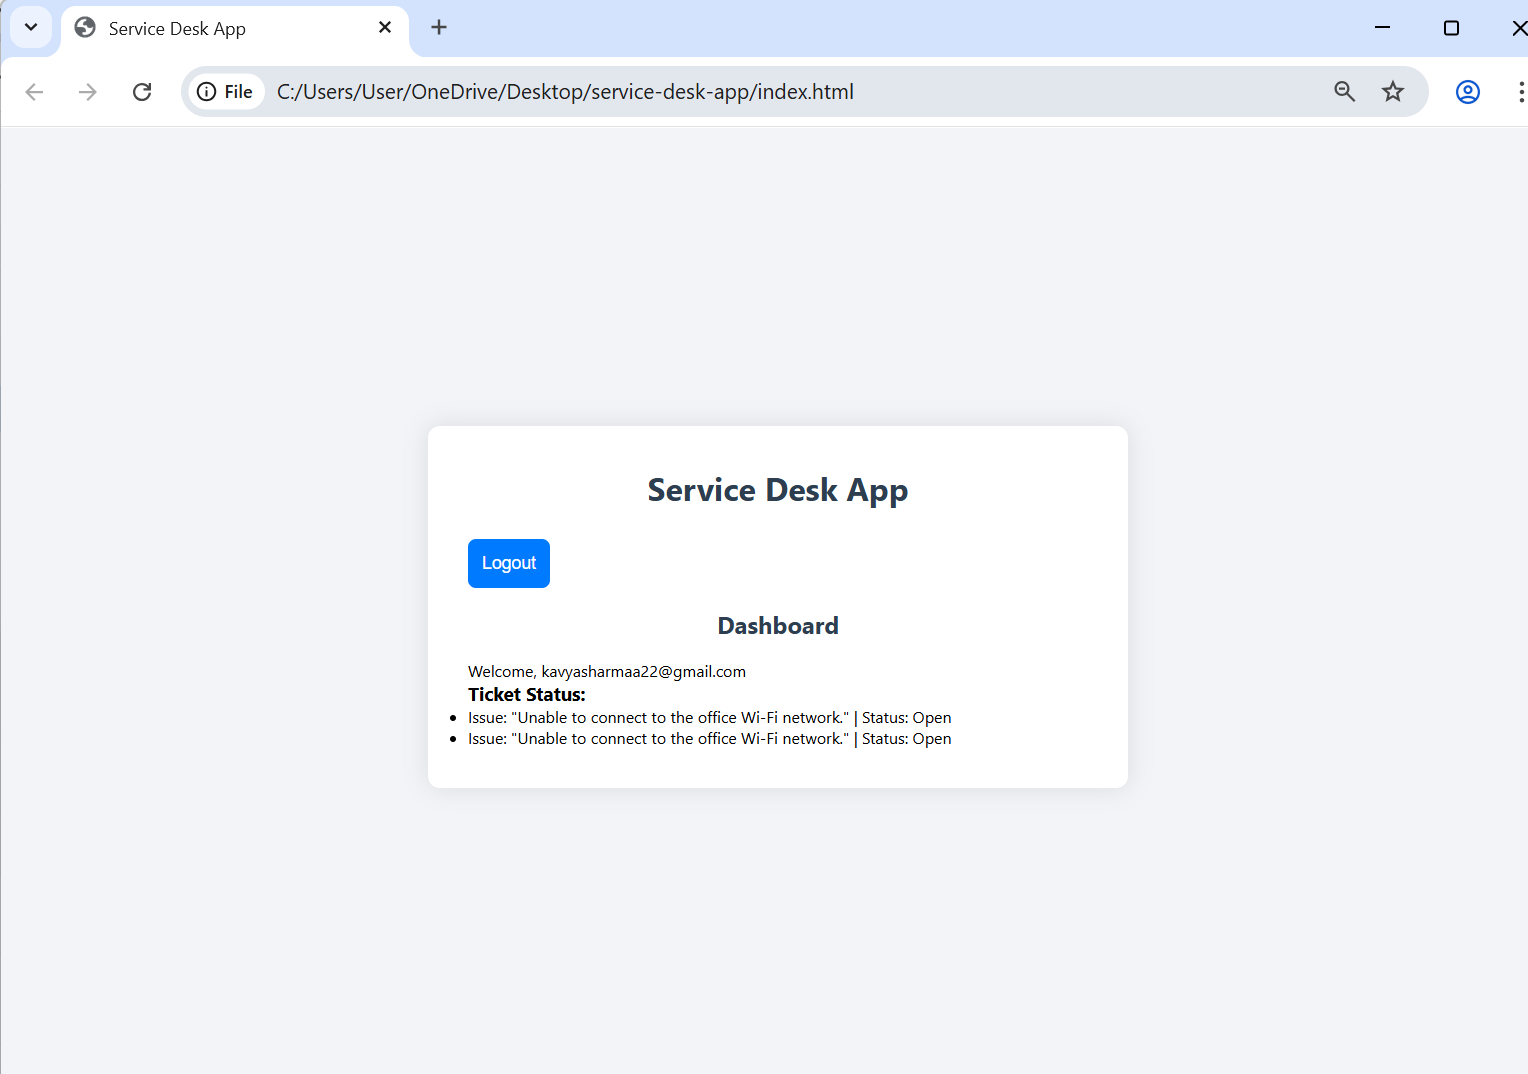 Service Desk App
File C:/Users/User/OneDrive/Desktop/service-desk-app/index.html
Service Desk App
Logout
Dashboard
Welcome, kavyasharmaa22@gmail.com
Ticket Status:
Issue: "Unable to connect to the office Wi-Fi network." | Status: Open
Issue: "Unable to connect to the office Wi-Fi network." | Status: Open